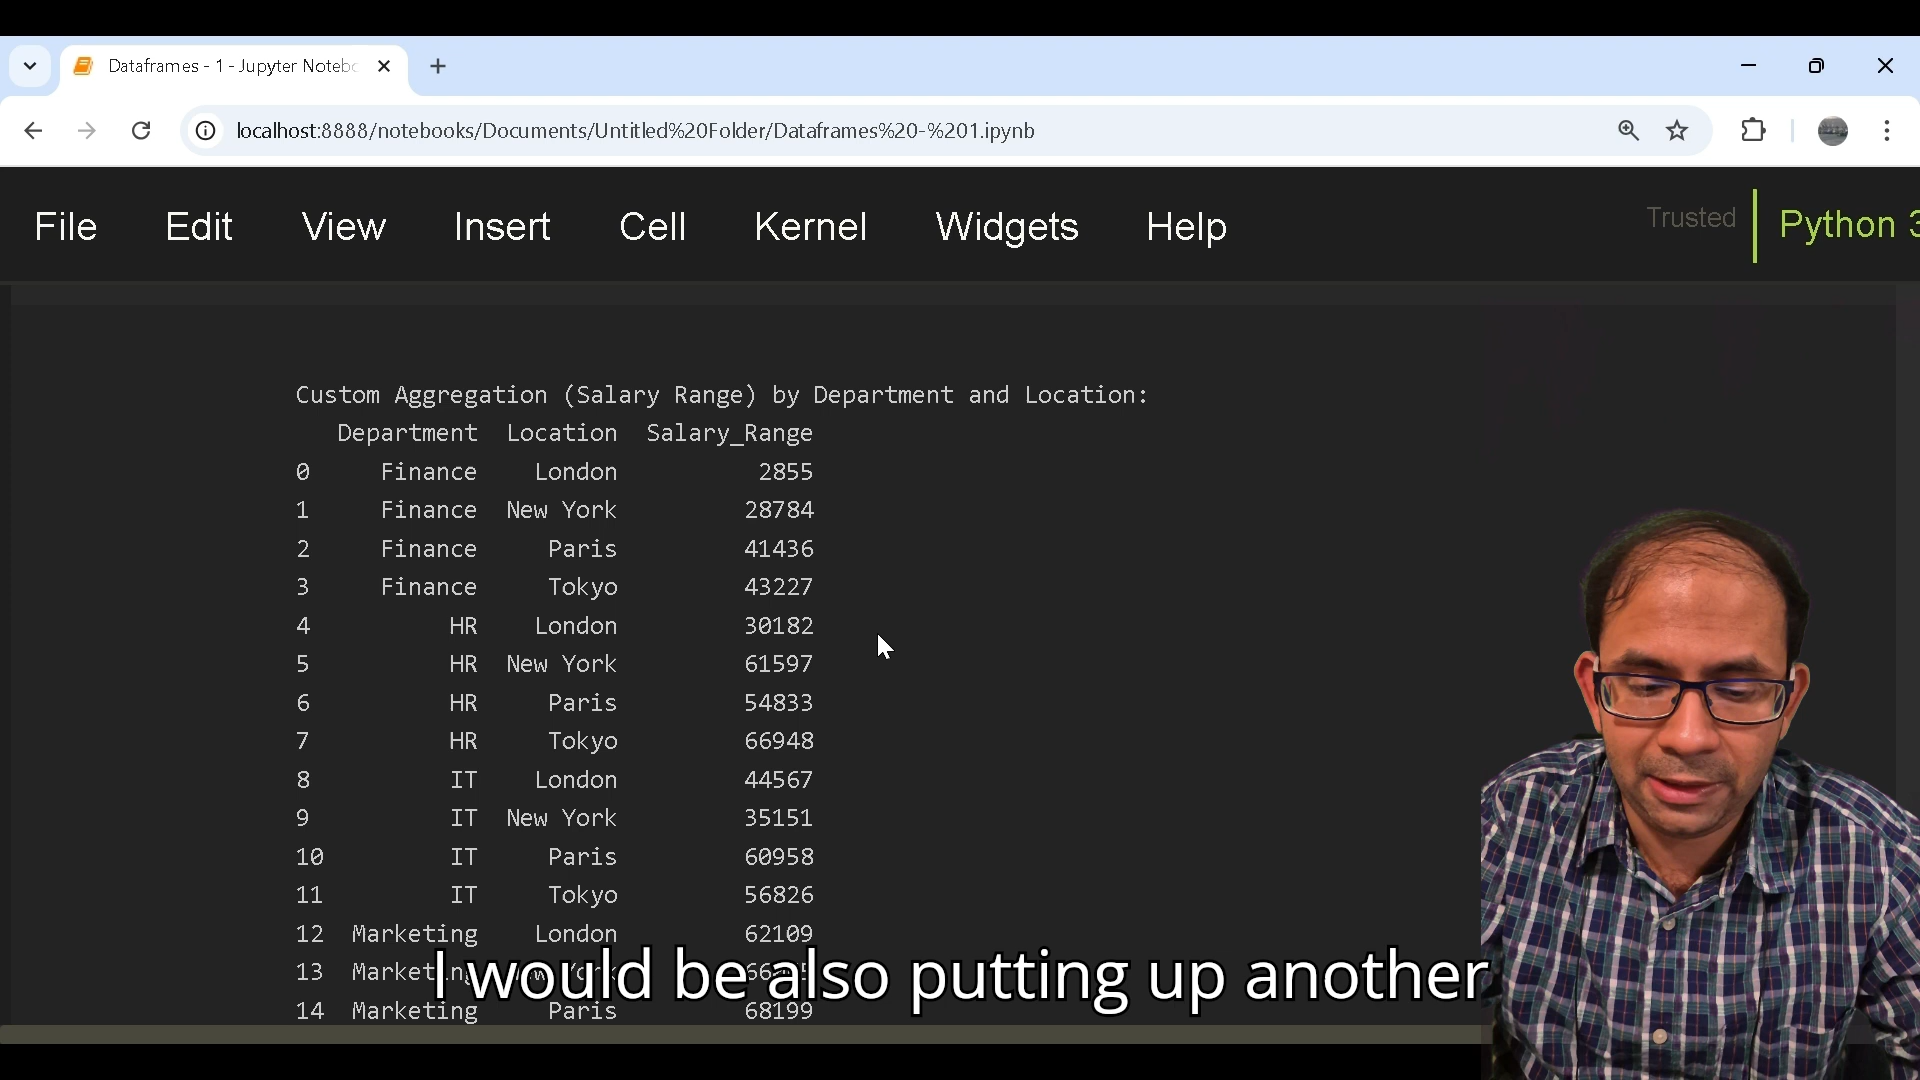 Dataframes - 1 - Jupyter Notebo
localhost:8888/notebooks/Documents/Untitled%20Folder/Dataframes%20-%201.ipynb
File Edit View Insert Cell Kernel Widgets Help Trusted Python 3
Custom Aggregation (Salary Range) by Department and Location:
Department Location Salary_Range
0 Finance London 2855
1 Finance New York 28784
2 Finance Paris 41436
3 Finance Tokyo 43227
4 HR London 30182
5 HR New York 61597
6 HR Paris 54833
7 HR Tokyo 66948
8 IT London 44567
9 IT New York 35151
10 IT Paris 60958
11 IT Tokyo 56826
12 Marketing London 62109
13 Marketing New York
14 Marketing Paris 68199
I would be also putting up another